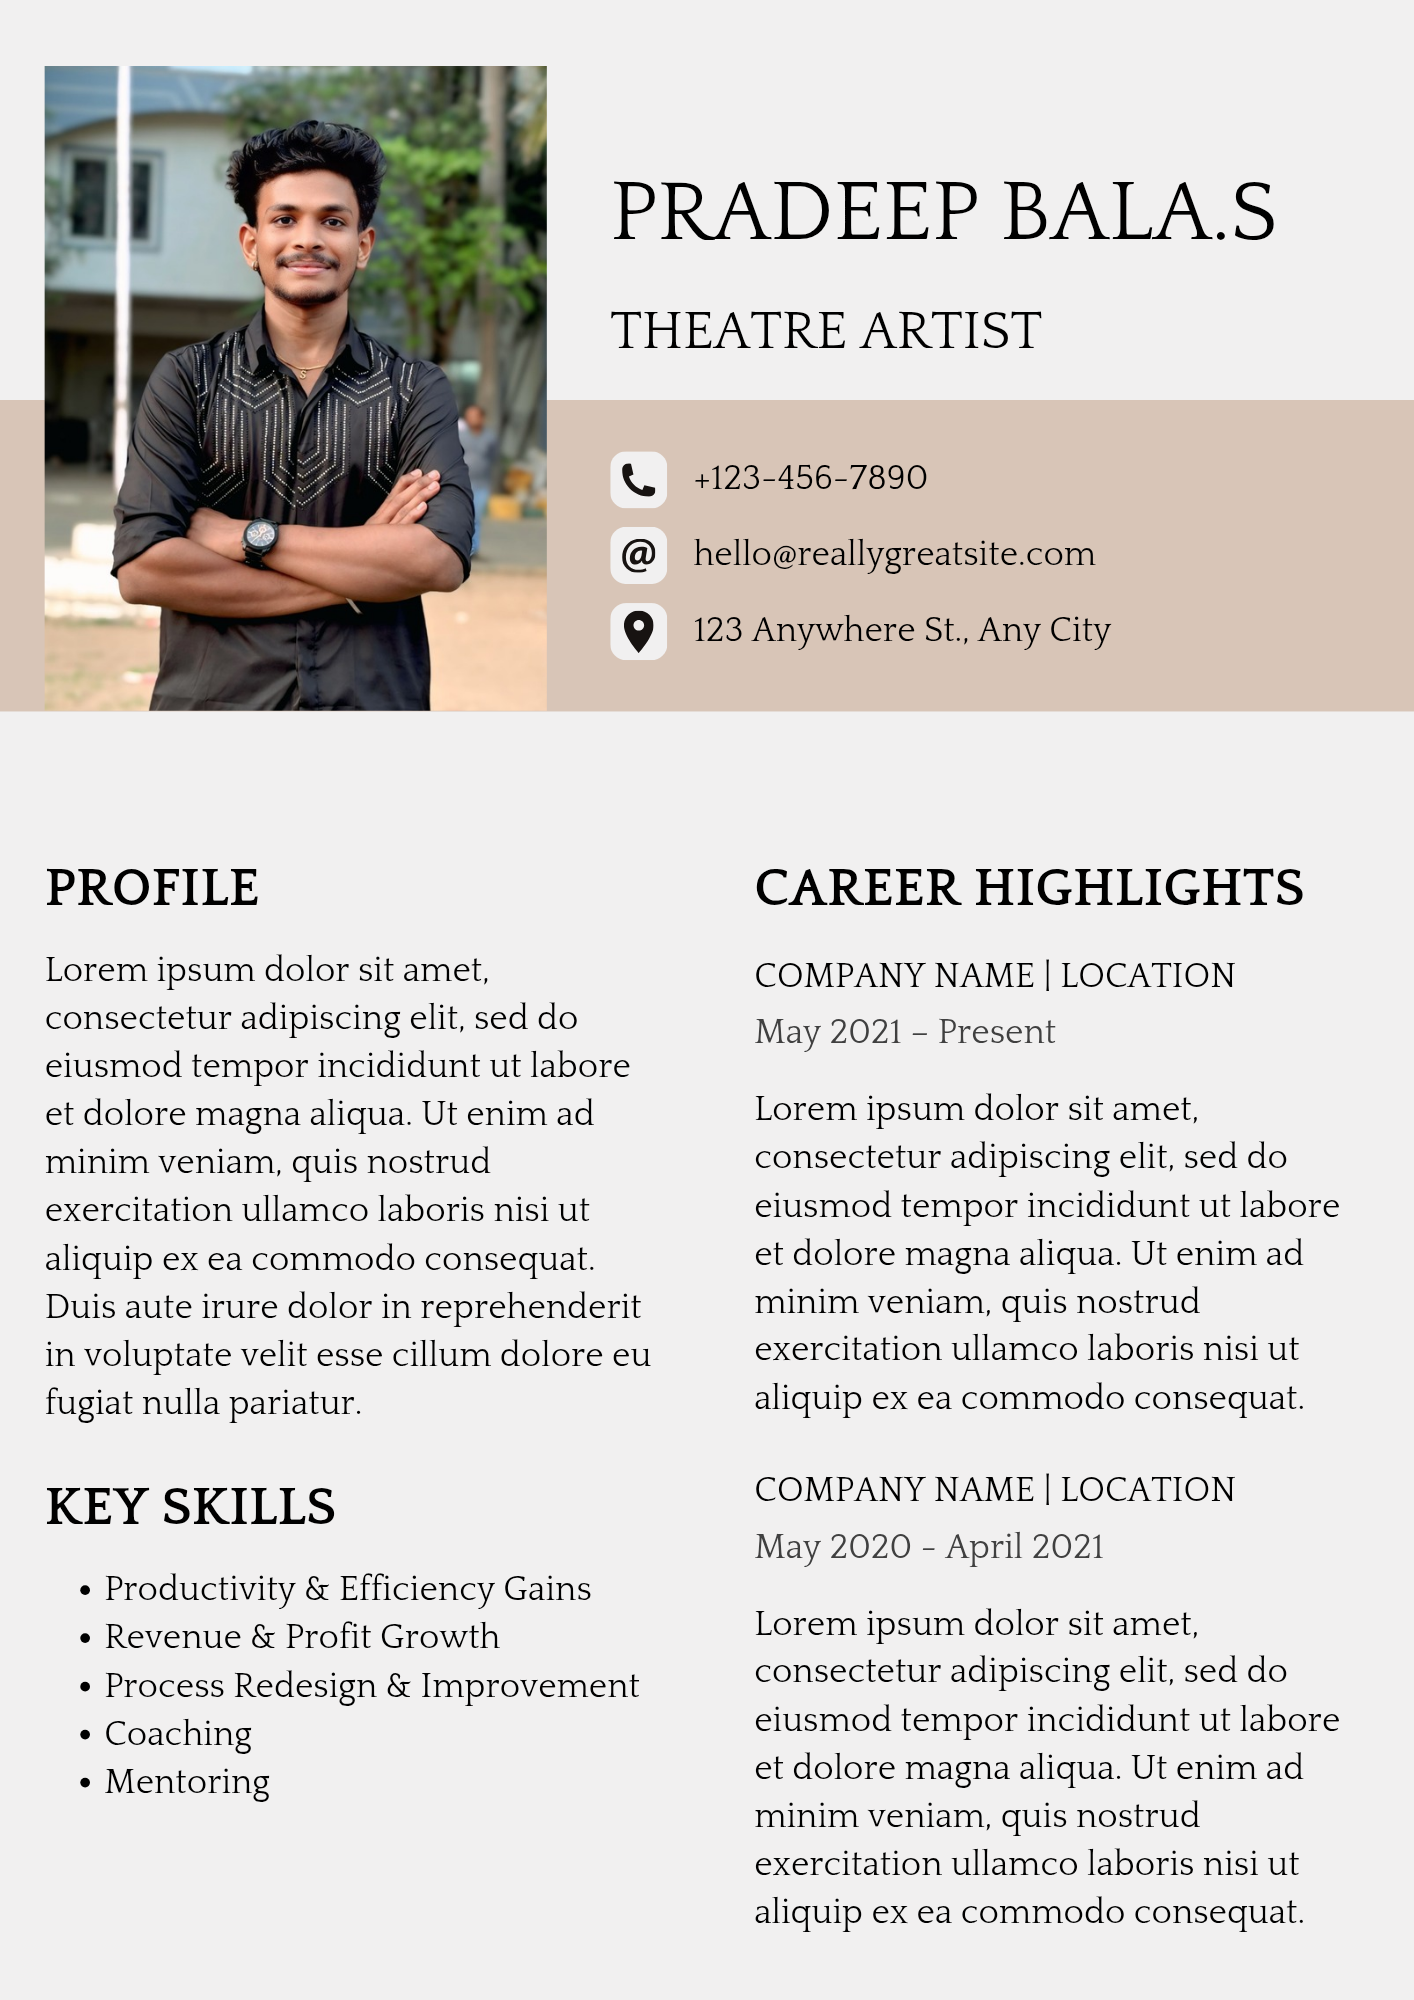 PRADEEP BALA.S
THEATRE ARTIST
+123-456-7890
@
hello@reallygreatsite.com
123 Anywhere St., Any City
PROFILE
Lorem ipsum dolor sit amet,
consectetur adipiscing elit, sed do
eiusmod tempor incididunt ut labore
et dolore magna aliqua. Ut enim ad
minim veniam, quis nostrud
exercitation ullamco laboris nisi ut
aliquip ex ea commodo consequat.
Duis aute irure dolor in reprehenderit
in voluptate velit esse cillum dolore eu
fugiat nulla pariatur.
KEY SKILLS
• Productivity & Efficiency Gains
• Revenue & Profit Growth
• Process Redesign & Improvement
• Coaching
• Mentoring
CAREER HIGHLIGHTS
COMPANY NAME | LOCATION
May 2021 – Present
Lorem ipsum dolor sit amet,
consectetur adipiscing elit, sed do
eiusmod tempor incididunt ut labore
et dolore magna aliqua. Ut enim ad
minim veniam, quis nostrud
exercitation ullamco laboris nisi ut
aliquip ex ea commodo consequat.
COMPANY NAME | LOCATION
May 2020 - April 2021
Lorem ipsum dolor sit amet,
consectetur adipiscing elit, sed do
eiusmod tempor incididunt ut labore
et dolore magna aliqua. Ut enim ad
minim veniam, quis nostrud
exercitation ullamco laboris nisi ut
aliquip ex ea commodo consequat.